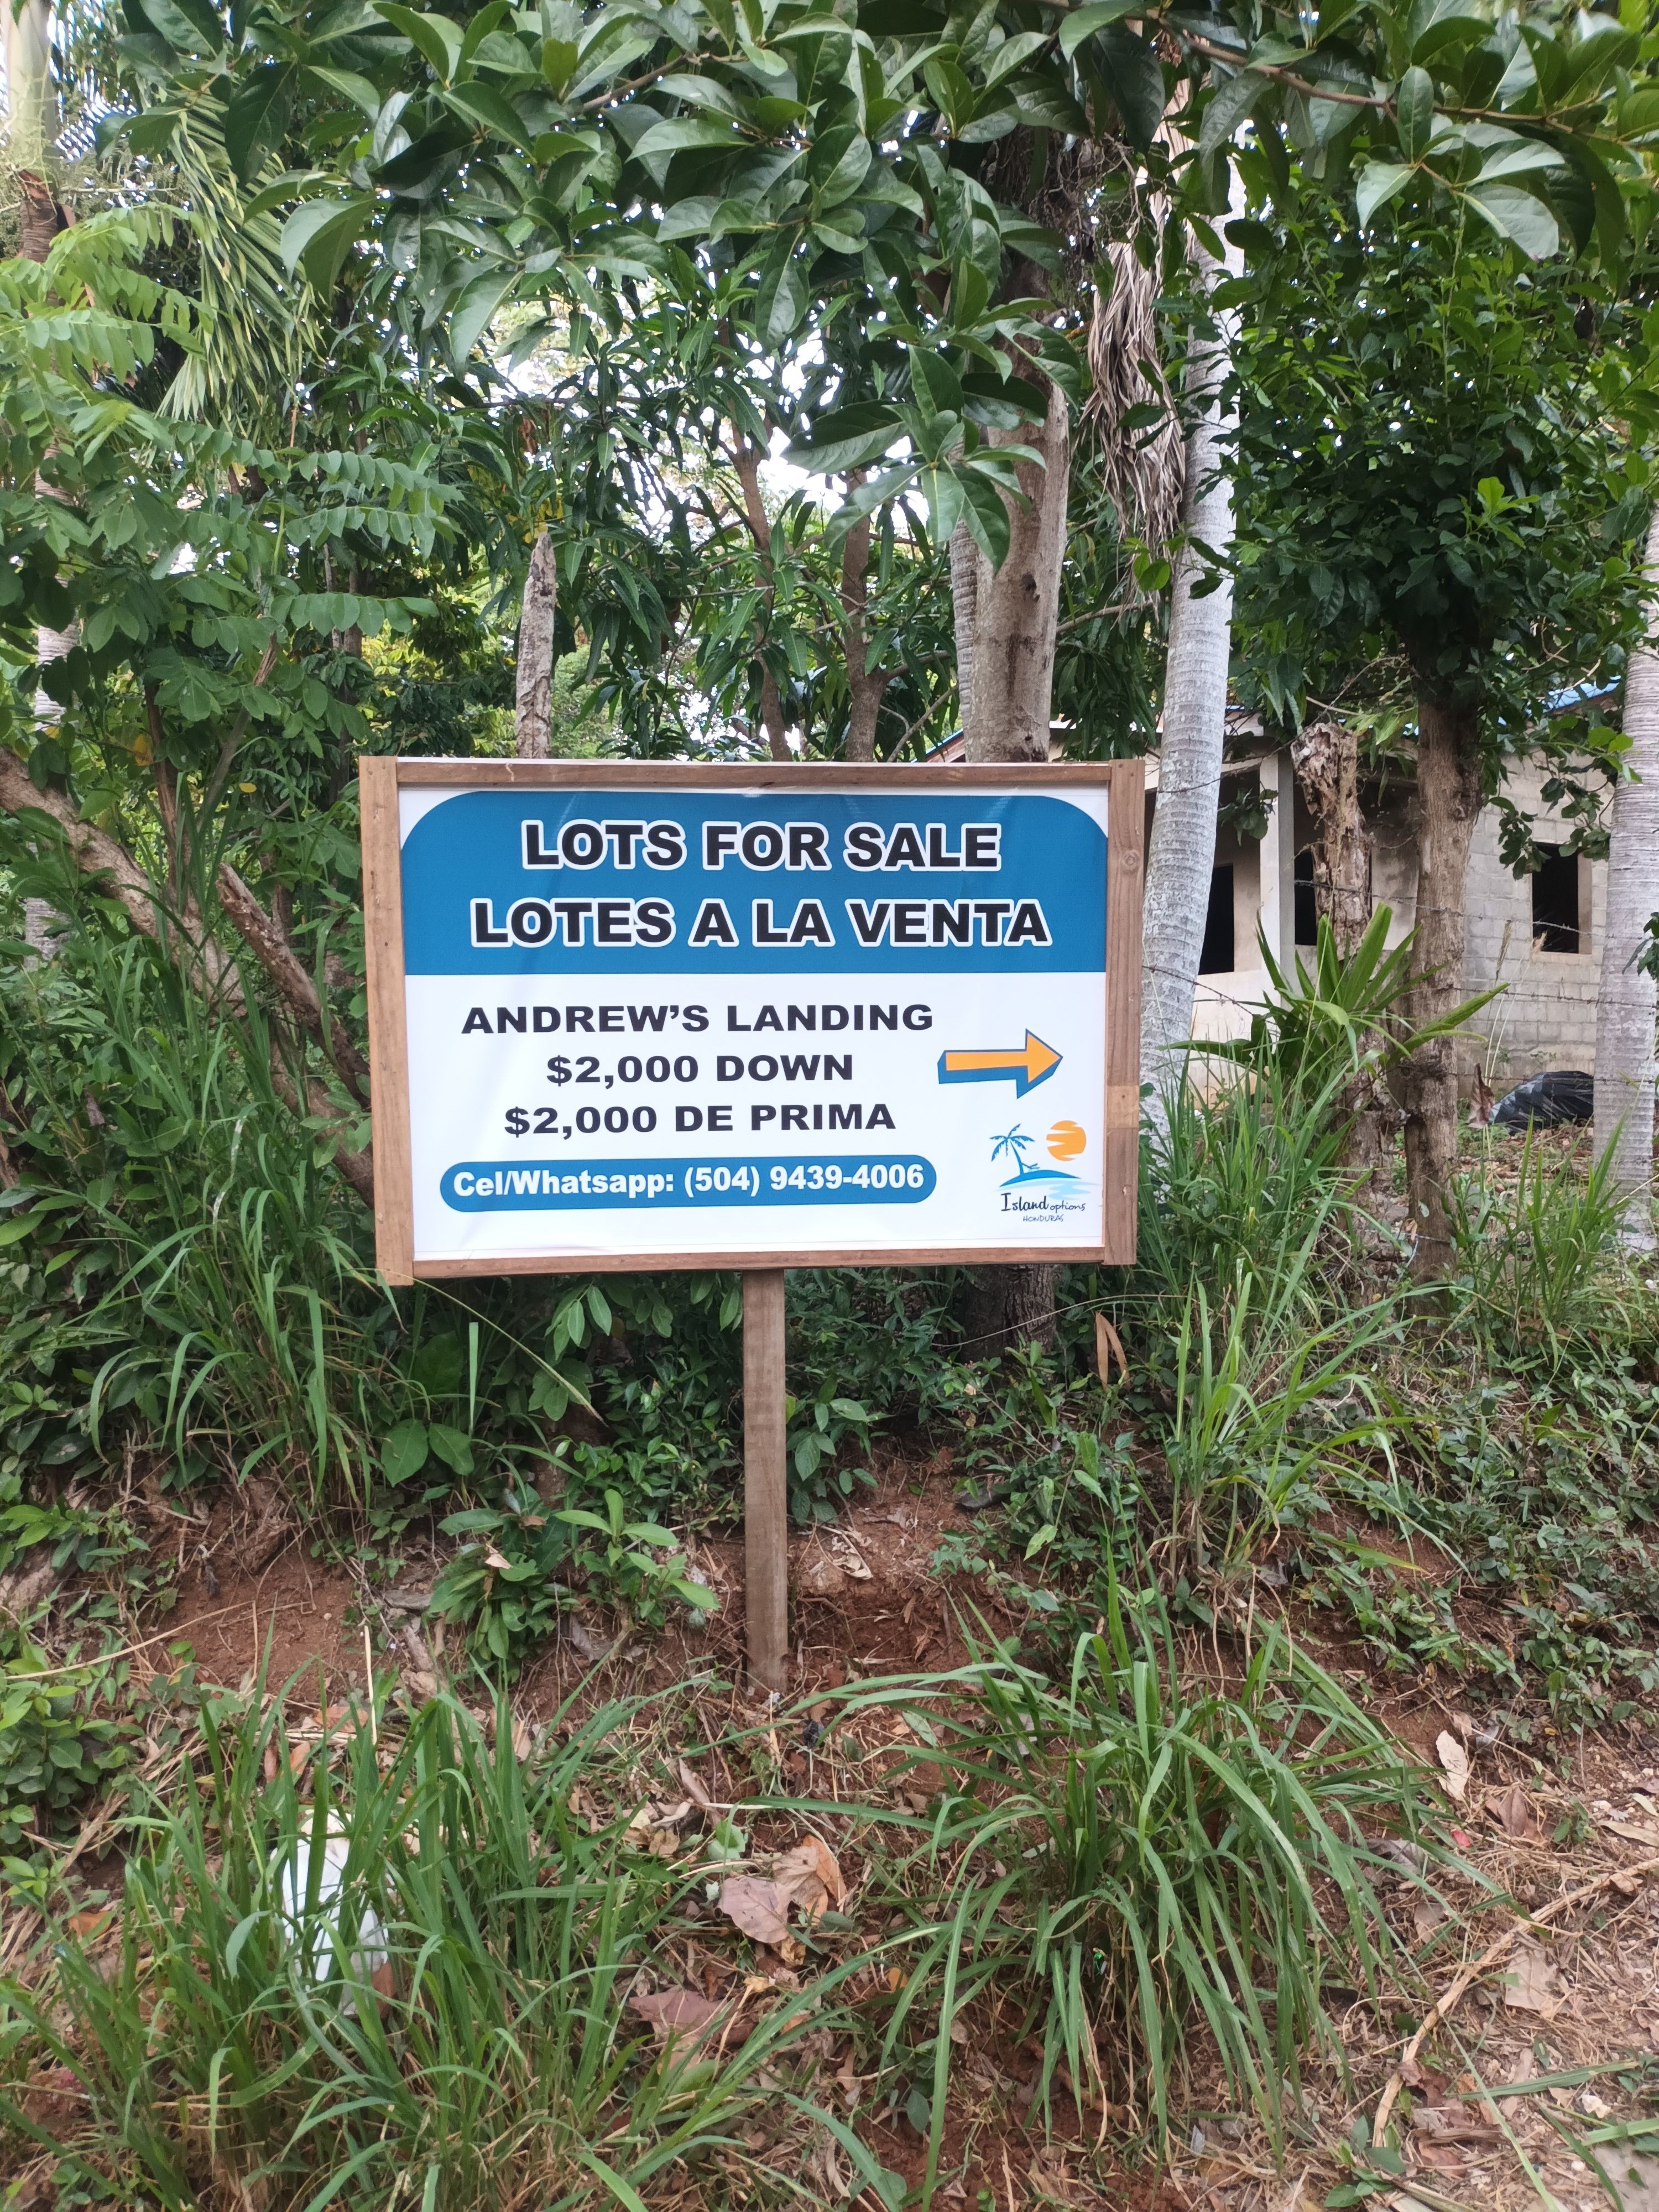 LOTS FOR SALE
LOTES A LA VENTA
ANDREW'S LANDING
$2,000 DOWN
$2,000 DE PRIMA
Cel/Whatsapp: (504) 9439-4006
Island options
HONDURAS